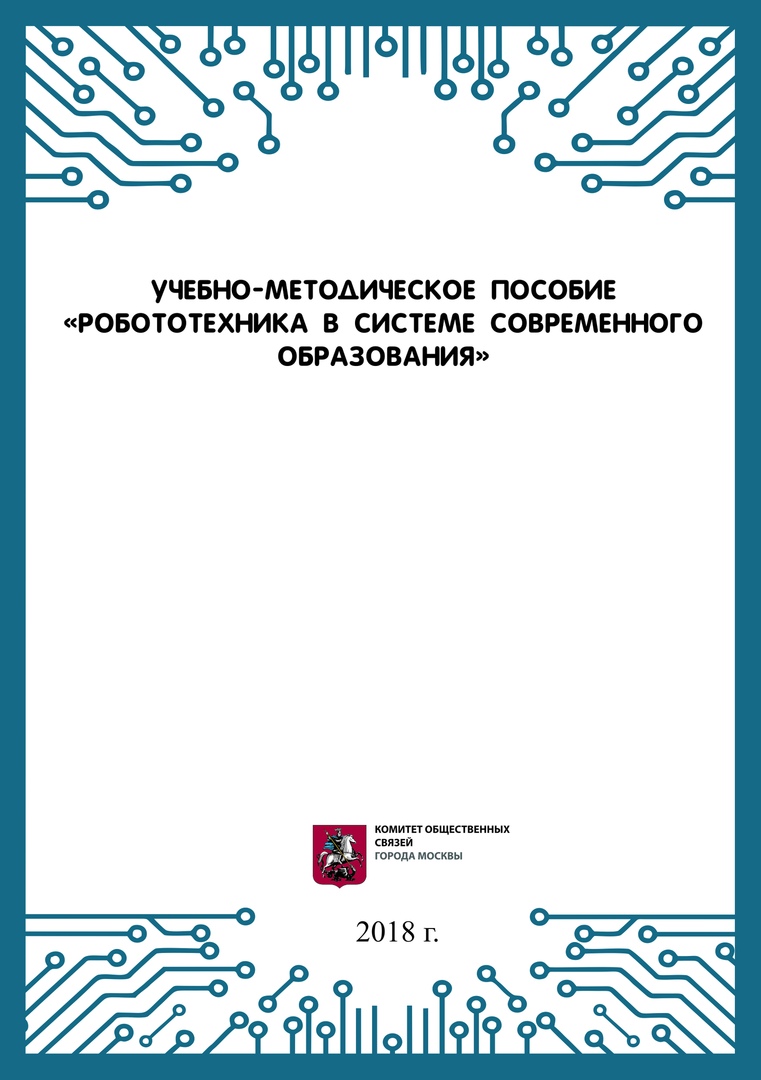 УЧЕБНО-МЕТОДИЧЕСКОЕ ПОСОБИЕ
«РОБОТОТЕХНИКА В СИСТЕМЕ СОВРЕМЕННОГО
ОБРАЗОВАНИЯ»
КОМИТЕТ ОБЩЕСТВЕННЫХ
СВЯЗЕЙ
ГОРОДА МОСКВЫ
2018 г.